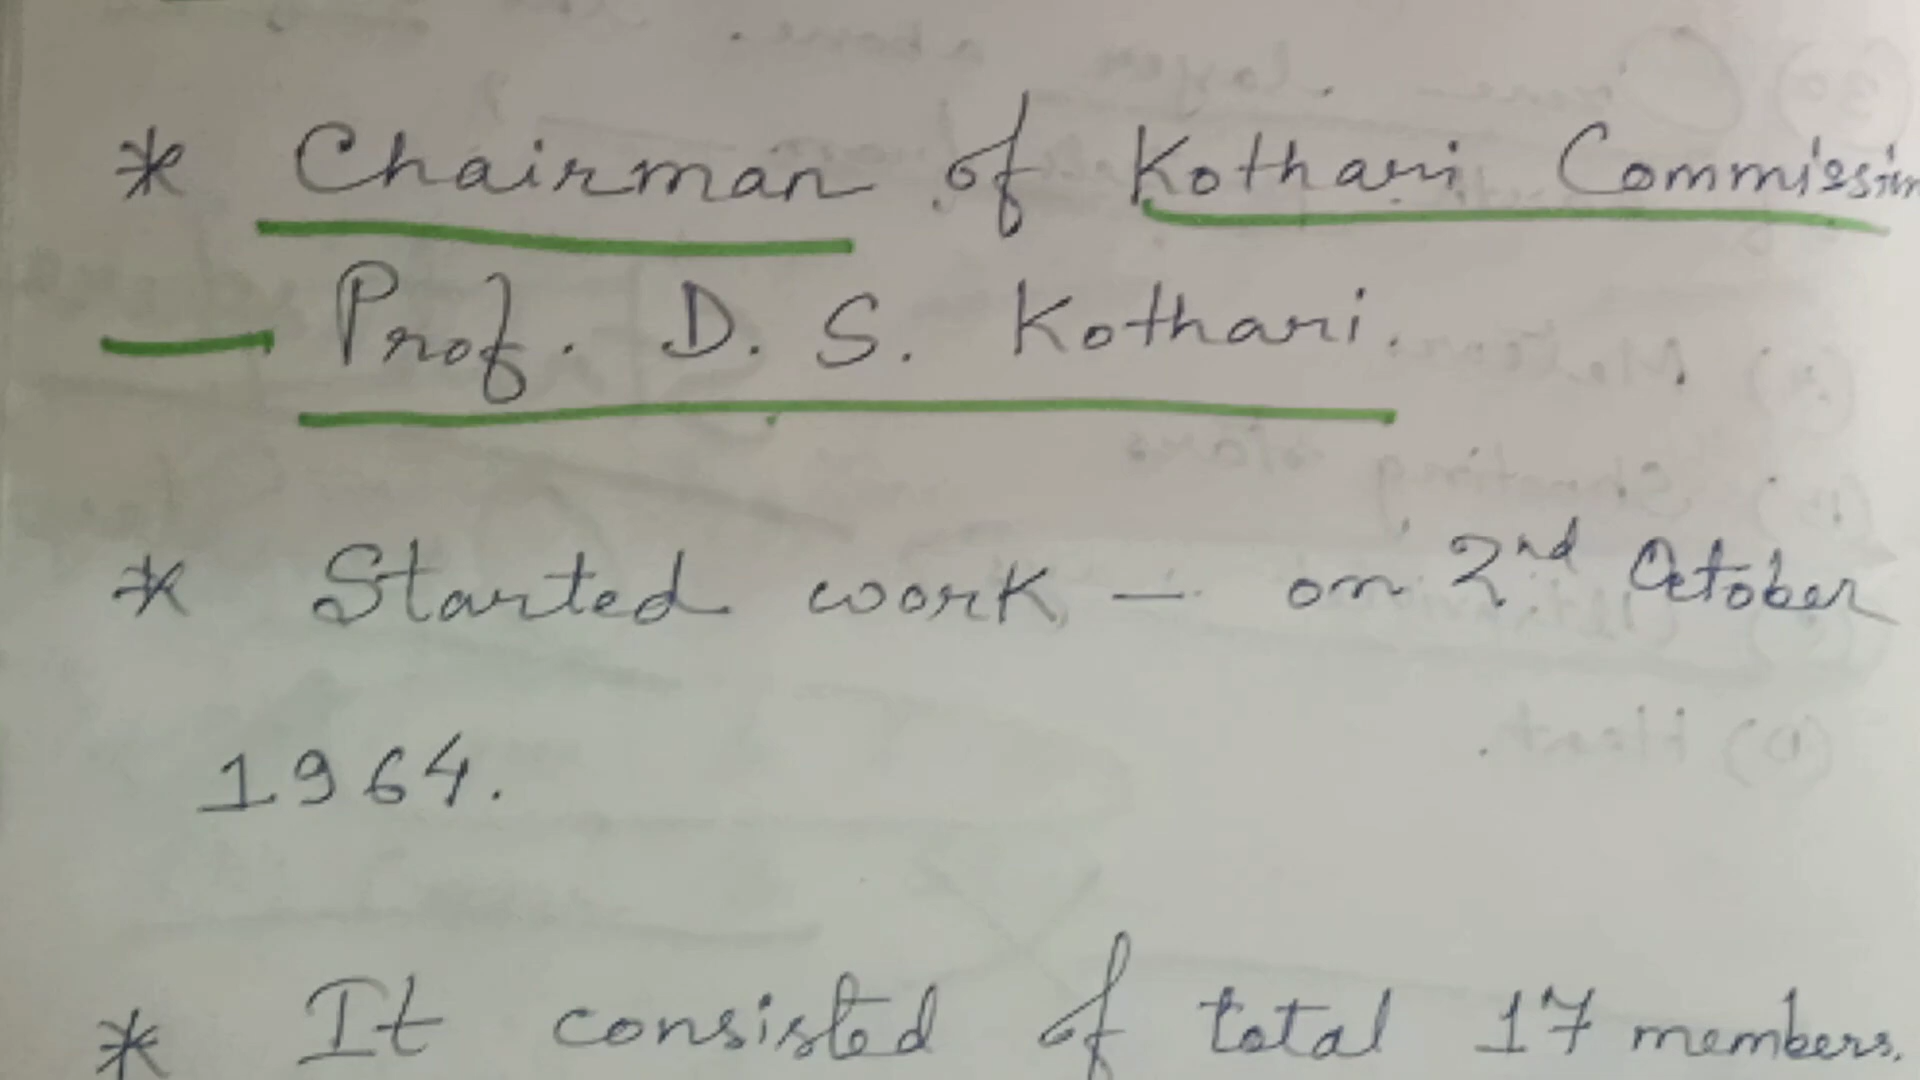 * Chairman of Kothari Commission
— Prof. D. S. Kothari.
* Started work — on 2nd October
1964.
* It consisted of total 17 members.